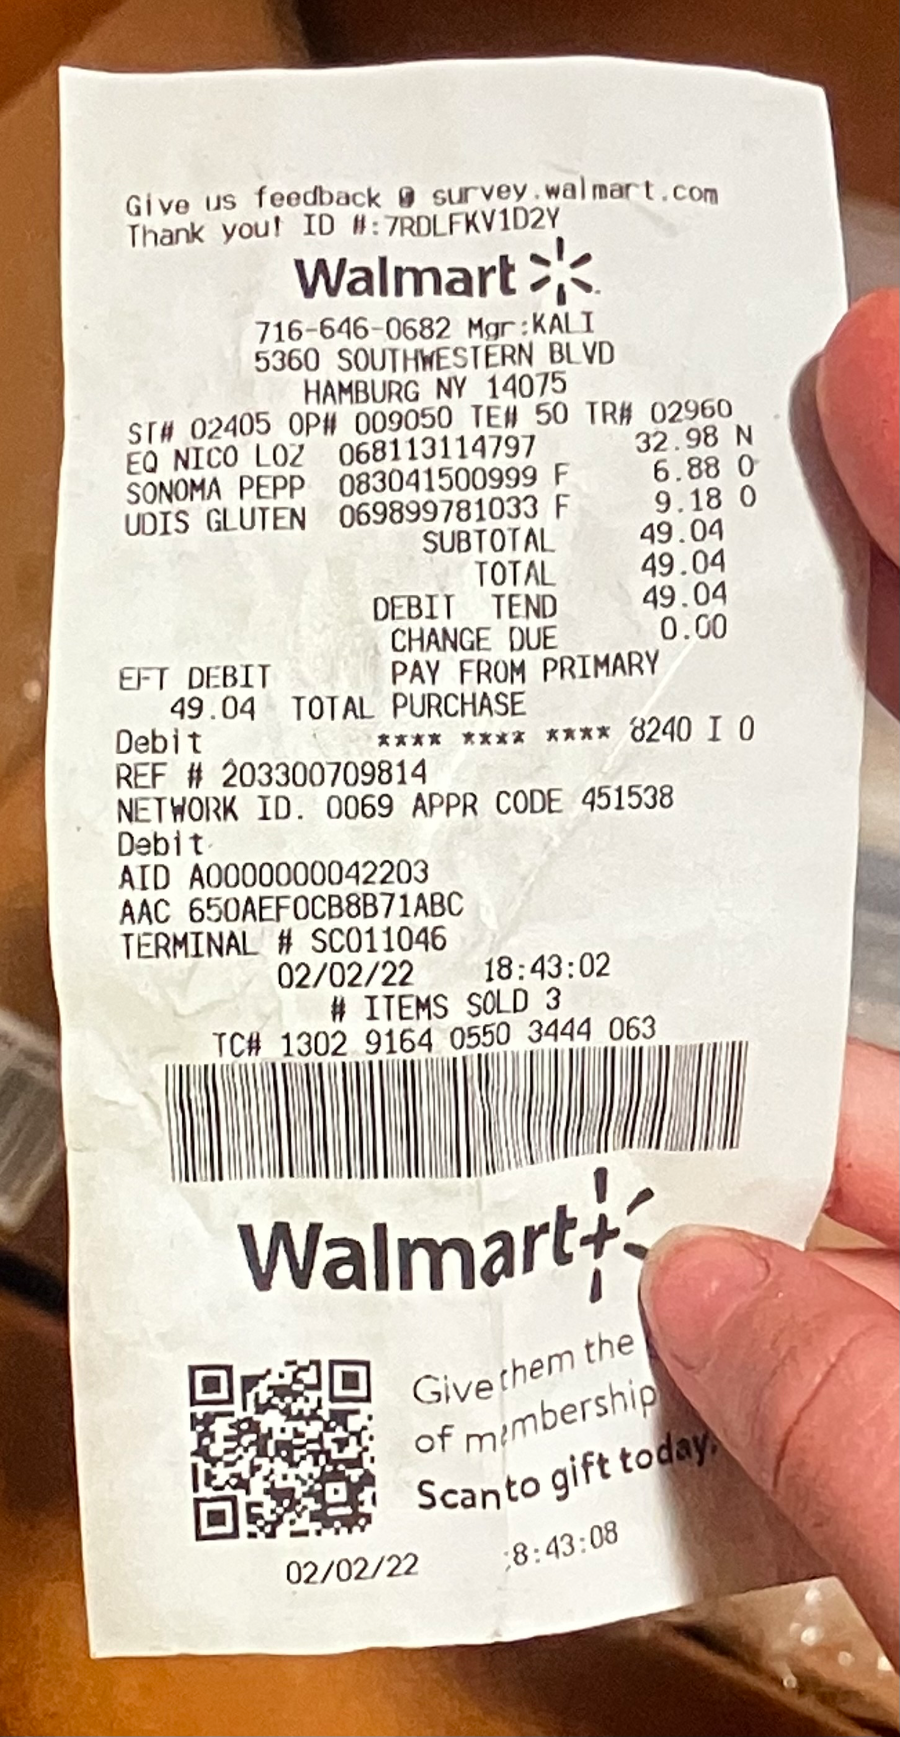 Give us feedback @ survey.walmart.com
Thank you! ID #:7RDLFKV1D2Y
Walmart
716-646-0682 Mgr:KALI
5360 SOUTHWESTERN BLVD
HAMBURG NY 14075
ST# 02405 OP# 009050 TE# 50 TR# 02960
EQ NICO LOZ 068113114797 32.98 N
SONOMA PEPP 083041500999 F 6.88 O
UDIS GLUTEN 069899781033 F 9.18 O
SUBTOTAL 49.04
TOTAL 49.04
DEBIT TEND 49.04
CHANGE DUE 0.00
EFT DEBIT PAY FROM PRIMARY
49.04 TOTAL PURCHASE
Debit **** **** **** 8240 I 0
REF # 203300709814
NETWORK ID. 0069 APPR CODE 451538
Debit
AID A0000000042203
AAC 650AEF0CB8B71ABC
TERMINAL # SC011046
02/02/22 18:43:02
# ITEMS SOLD 3
TC# 1302 9164 0550 3444 063
Walmart+
Give them the
of membership
Scan to gift today.
02/02/22 :8:43:08